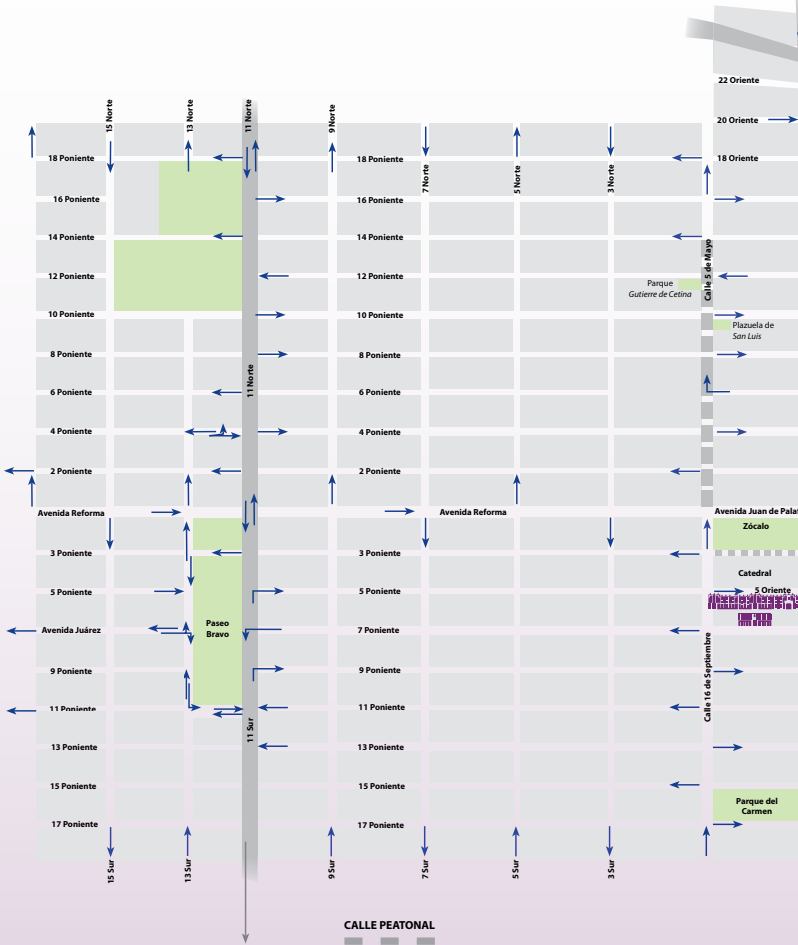 22 Oriente
20 Oriente
15 Norte
13 Norte
11 Norte
9 Norte
18 Poniente
18 Poniente
18 Oriente
7 Norte
5 Norte
3 Norte
16 Poniente
16 Poniente
14 Poniente
14 Poniente
Calle 5 de Mayo
12 Poniente
12 Poniente
Parque
Gutierre de Cetina
10 Poniente
10 Poniente
Plazuela de
San Luis
8 Poniente
8 Poniente
11 Norte
6 Poniente
6 Poniente
4 Poniente
4 Poniente
2 Poniente
2 Poniente
Avenida Reforma
Avenida Reforma
Avenida Juan de Palaf
Zócalo
3 Poniente
3 Poniente
Catedral
5 Poniente
5 Poniente
5 Oriente
Paseo
Bravo
Avenida Juárez
7 Poniente
9 Poniente
9 Poniente
Calle 16 de Septiembre
11 Poniente
11 Poniente
11 Sur
13 Poniente
13 Poniente
15 Poniente
15 Poniente
Parque del
Carmen
17 Poniente
17 Poniente
15 Sur
13 Sur
9 Sur
7 Sur
5 Sur
3 Sur
CALLE PEATONAL